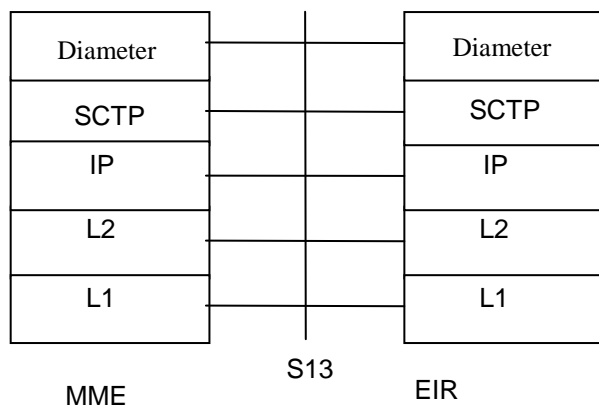 Diameter
Diameter
SCTP
SCTP
IP
IP
L2
L2
L1
L1
S13
MME
EIR